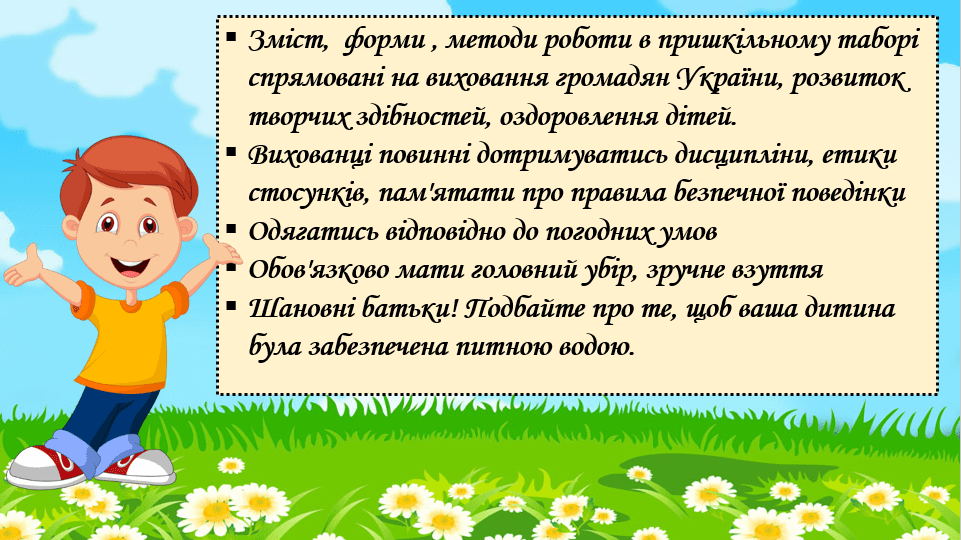 ▪ Зміст, форми , методи роботи в пришкільному таборі
спрямовані на виховання громадян України, розвиток
творчих здібностей, оздоровлення дітей.
▪ Вихованці повинні дотримуватись дисципліни, етики
стосунків, пам'ятати про правила безпечної поведінки
▪ Одягатись відповідно до погодних умов
▪ Обов'язково мати головний убір, зручне взуття
▪ Шановні батьки! Подбайте про те, щоб ваша дитина
була забезпечена питною водою.